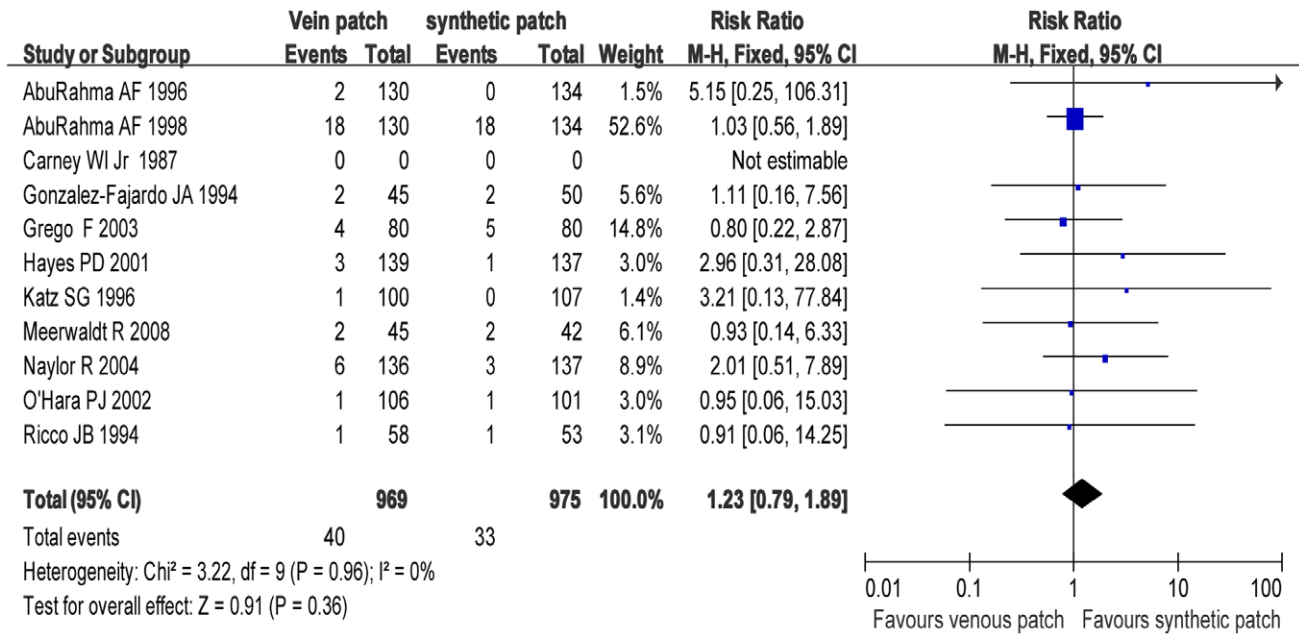 Vein patch synthetic patch Risk Ratio Risk Ratio
Study or Subgroup Events Total Events Total Weight M-H, Fixed, 95% CI M-H, Fixed, 95% CI
AbuRahma AF 1996 2 130 0 134 1.5% 5.15 [0.25, 106.31]
AbuRahma AF 1998 18 130 18 134 52.6% 1.03 [0.56, 1.89]
Carney WI Jr 1987 0 0 0 0 Not estimable
Gonzalez-Fajardo JA 1994 2 45 2 50 5.6% 1.11 [0.16, 7.56]
Grego F 2003 4 80 5 80 14.8% 0.80 [0.22, 2.87]
Hayes PD 2001 3 139 1 137 3.0% 2.96 [0.31, 28.08]
Katz SG 1996 1 100 0 107 1.4% 3.21 [0.13, 77.84]
Meerwaldt R 2008 2 45 2 42 6.1% 0.93 [0.14, 6.33]
Naylor R 2004 6 136 3 137 8.9% 2.01 [0.51, 7.89]
O'Hara PJ 2002 1 106 1 101 3.0% 0.95 [0.06, 15.03]
Ricco JB 1994 1 58 1 53 3.1% 0.91 [0.06, 14.25]
Total (95% CI) 969 975 100.0% 1.23 [0.79, 1.89]
Total events 40 33
Heterogeneity: Chi² = 3.22, df = 9 (P = 0.96); I² = 0%
Test for overall effect: Z = 0.91 (P = 0.36)
0.01 0.1 1 10 100
Favours venous patch Favours synthetic patch